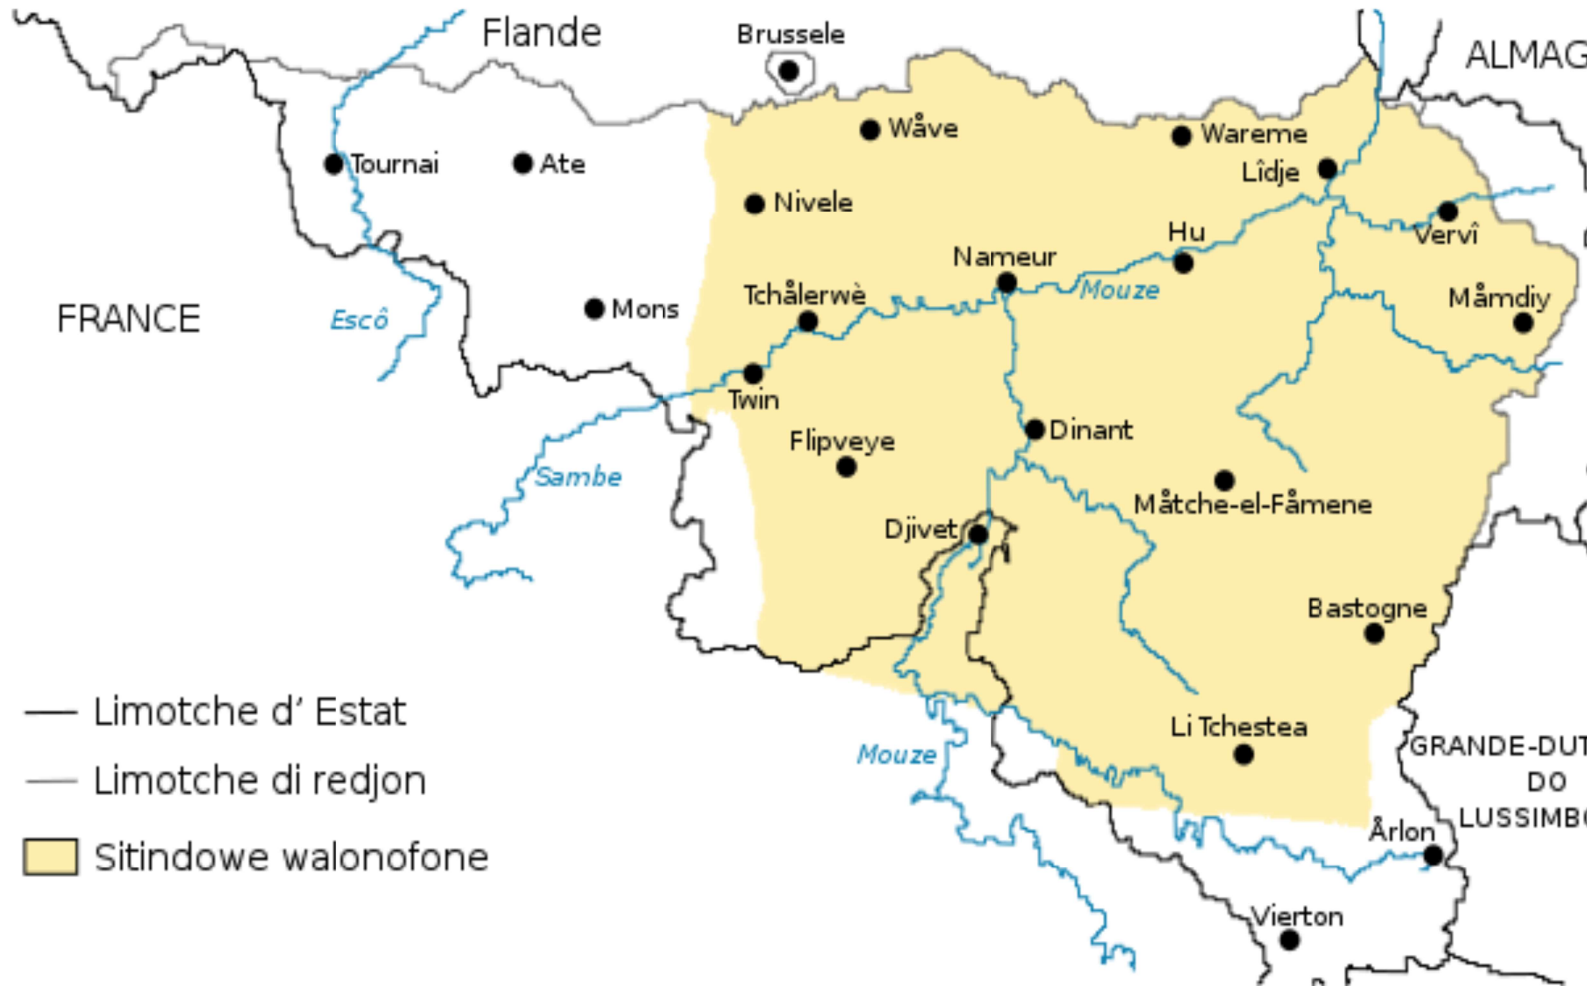 Flande
Brussele
ALMAG
Wåve
Wareme
Tournai
Ate
Lîdje
Nivele
Vervî
Hu
Nameur
Mouze
Tchålerwè
Måmdiy
Mons
FRANCE
Escô
Twin
Dinant
Flipveye
Sambe
Måtche-el-Fåmene
Djivet
Bastogne
Limotche d’ Estat
Li Tchestea
Mouze
GRANDE-DUT
DO
LUSSIMBO
Limotche di redjon
Årlon
Sitindowe walonofone
Vierton